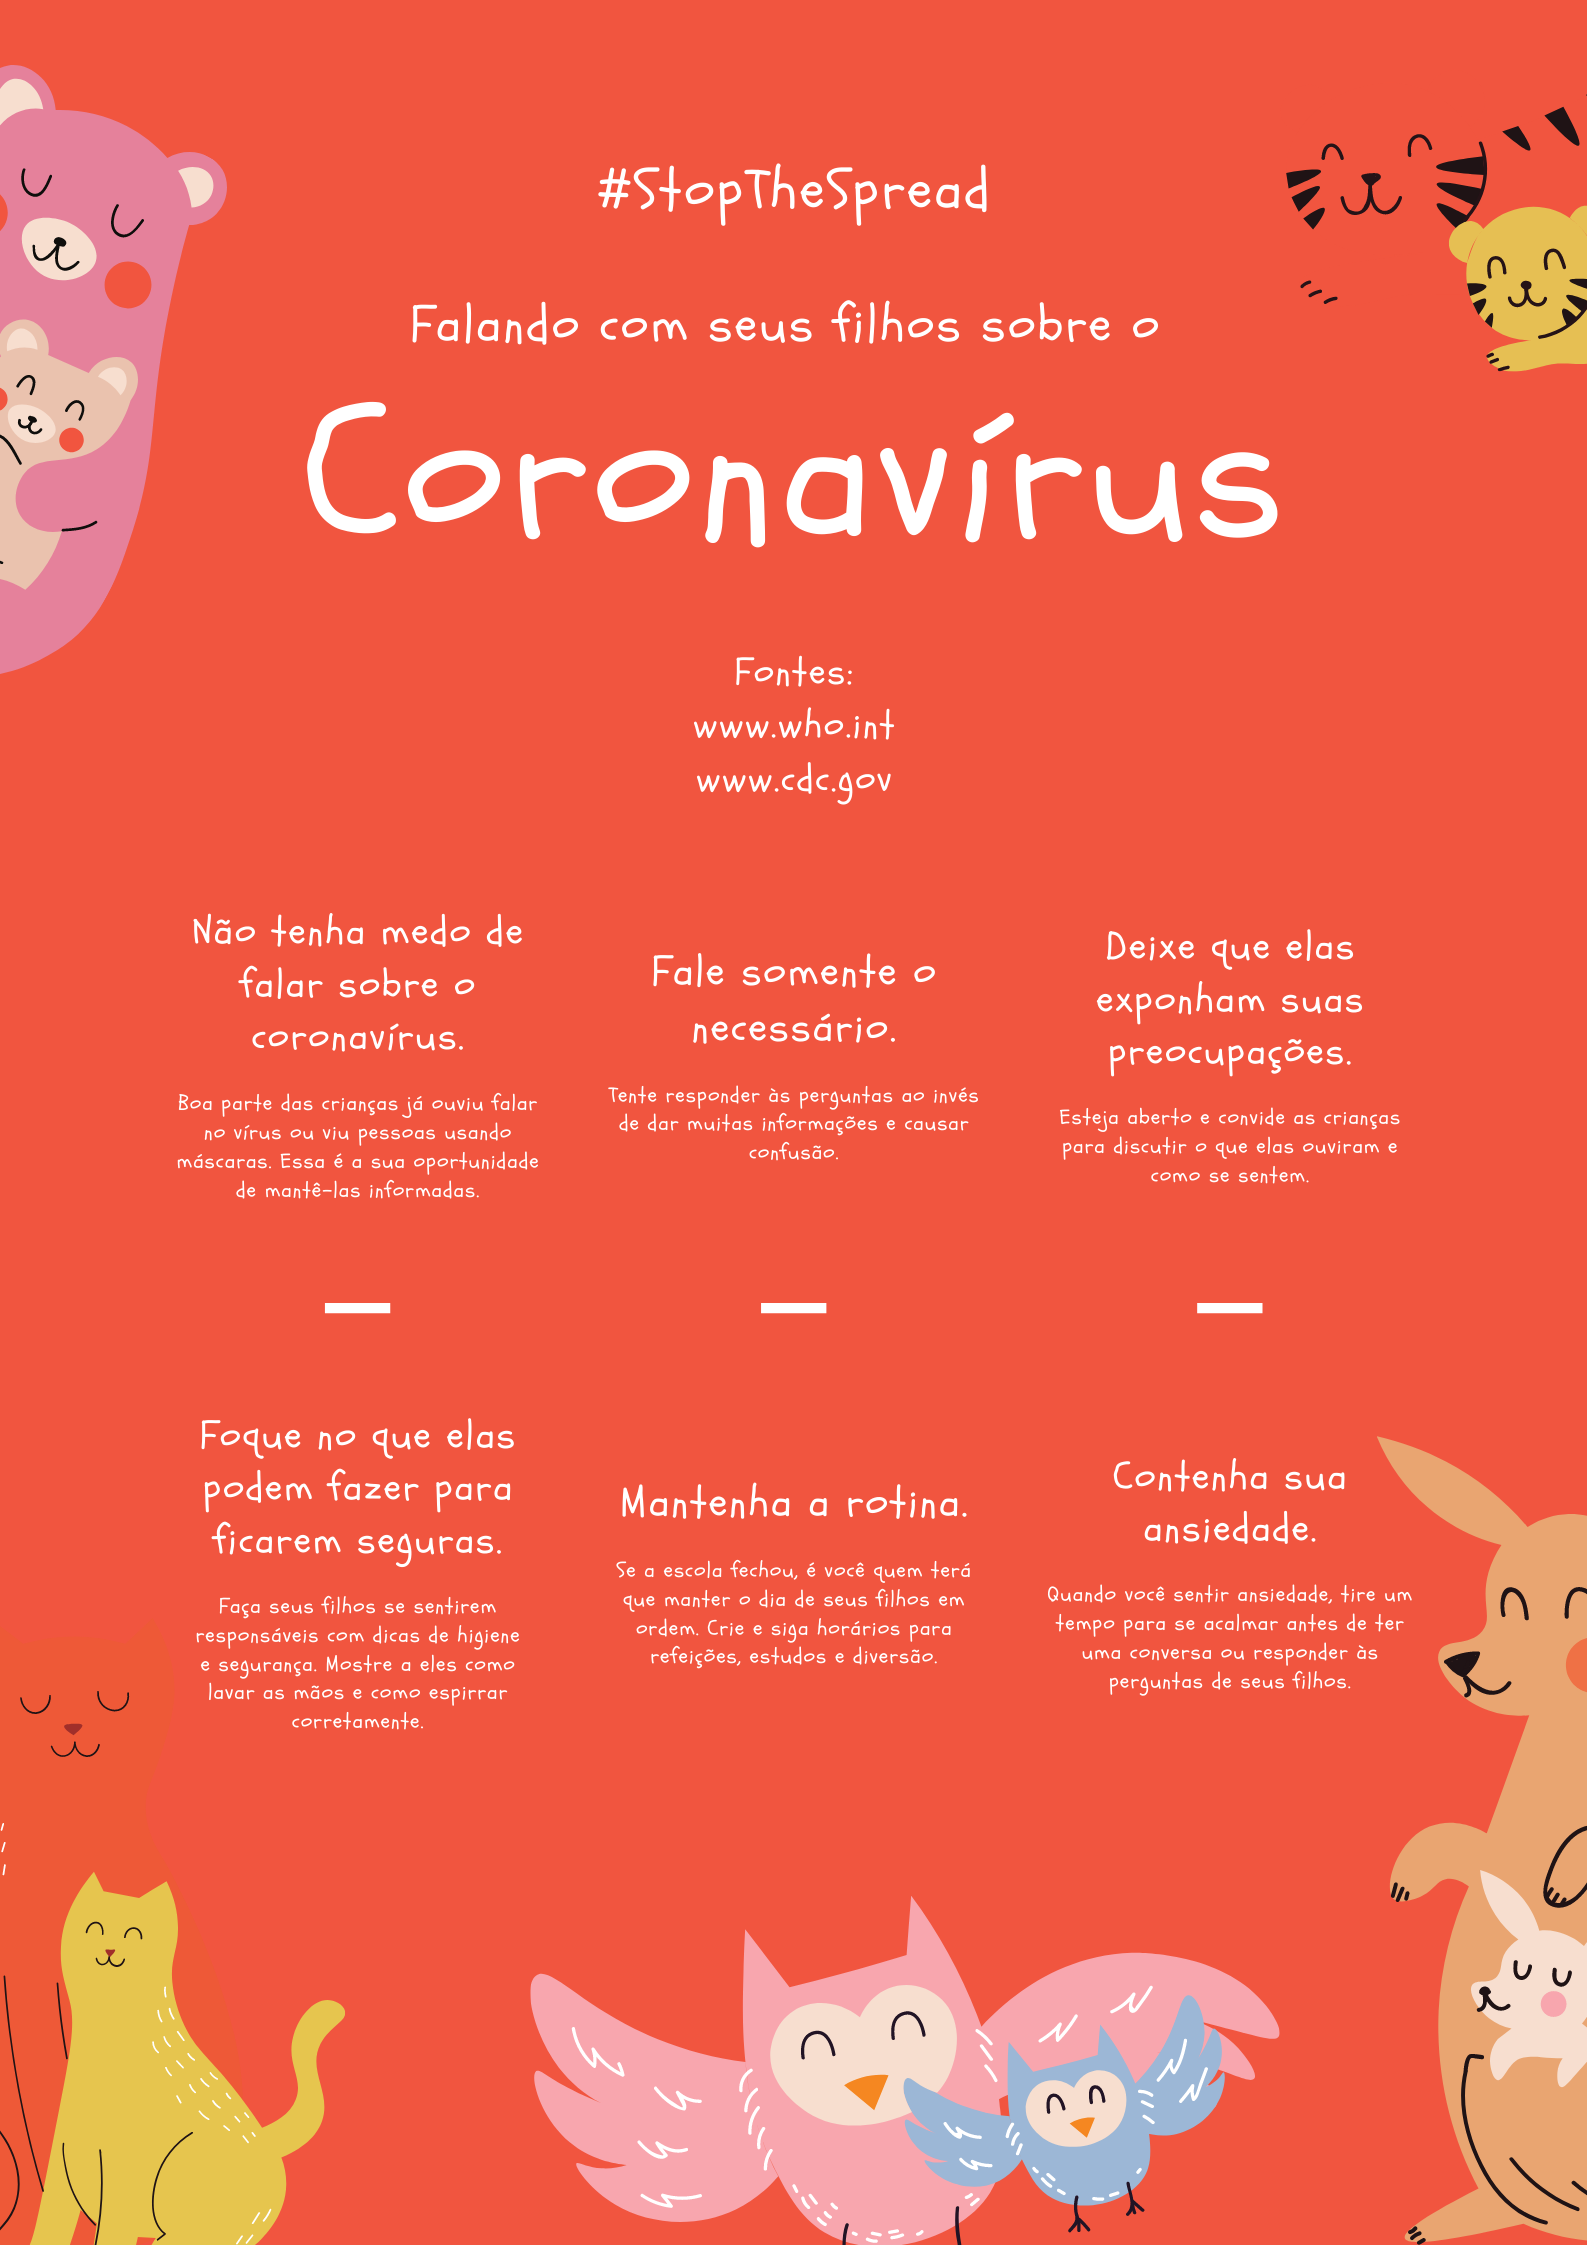 #StopTheSpread
Falando com seus filhos sobre o
Coronavírus
Fontes:
www.who.int
www.cdc.gov
Não tenha medo de
falar sobre o
coronavírus.
Boa parte das crianças já ouviu falar
no vírus ou viu pessoas usando
máscaras. Essa é a sua oportunidade
de mantê-las informadas.
Fale somente o
necessário.
Tente responder às perguntas ao invés
de dar muitas informações e causar
confusão.
Deixe que elas
exponham suas
preocupações.
Esteja aberto e convide as crianças
para discutir o que elas ouviram e
como se sentem.
Foque no que elas
podem fazer para
ficarem seguras.
Faça seus filhos se sentirem
responsáveis com dicas de higiene
e segurança. Mostre a eles como
lavar as mãos e como espirrar
corretamente.
Mantenha a rotina.
Se a escola fechou, é você quem terá
que manter o dia de seus filhos em
ordem. Crie e siga horários para
refeições, estudos e diversão.
Contenha sua
ansiedade.
Quando você sentir ansiedade, tire um
tempo para se acalmar antes de ter
uma conversa ou responder às
perguntas de seus filhos.